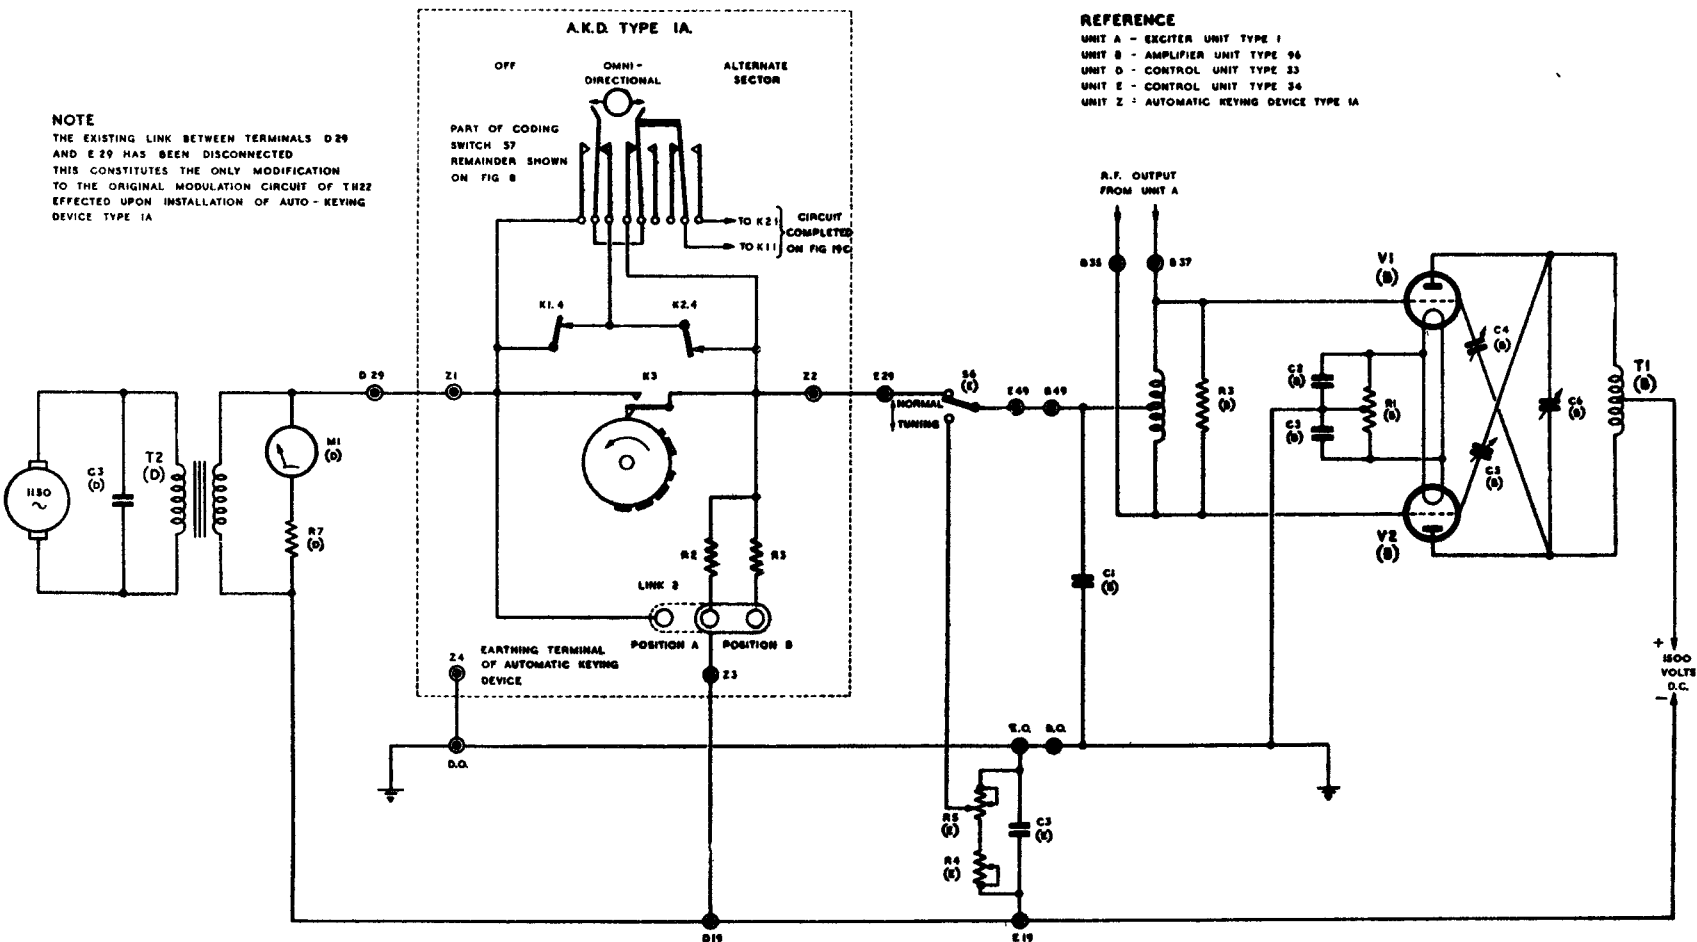 A.K.D. TYPE 1A.
OFF
OMNI-
DIRECTIONAL
ALTERNATE
SECTOR
REFERENCE
UNIT A - EXCITER UNIT TYPE 1
UNIT B - AMPLIFIER UNIT TYPE 96
UNIT D - CONTROL UNIT TYPE 33
UNIT E - CONTROL UNIT TYPE 34
UNIT Z - AUTOMATIC KEYING DEVICE TYPE 1A
NOTE
THE EXISTING LINK BETWEEN TERMINALS D29
AND E29 HAS BEEN DISCONNECTED
THIS CONSTITUTES THE ONLY MODIFICATION
TO THE ORIGINAL MODULATION CIRCUIT OF T1122
EFFECTED UPON INSTALLATION OF AUTO-KEYING
DEVICE TYPE 1A
PART OF CODING
SWITCH S7
REMAINDER SHOWN
ON FIG 8
TO K21
TO K11
CIRCUIT
COMPLETED
ON FIG 19C
R.F. OUTPUT
FROM UNIT A
B35
B37
K1.4
K2.4
V1
(B)
C4
(B)
T1
(B)
D29
Z1
K3
Z2
E29
S6
(E)
NORMAL
TUNING
E49
B49
R3
(B)
C2
(B)
R1
(B)
C3
(B)
C6
(B)
C5
(B)
V2
(B)
1150
~
C3
(D)
T2
(D)
M1
(D)
R7
(D)
R2
R3
LINK 2
POSITION A
POSITION B
C1
(B)
Z4
EARTHING TERMINAL
OF AUTOMATIC KEYING
DEVICE
Z3
+
1500
VOLTS
D.C.
-
D.O.
E.O.
B.O.
R5
(E)
C3
(E)
R4
(E)
D19
E19